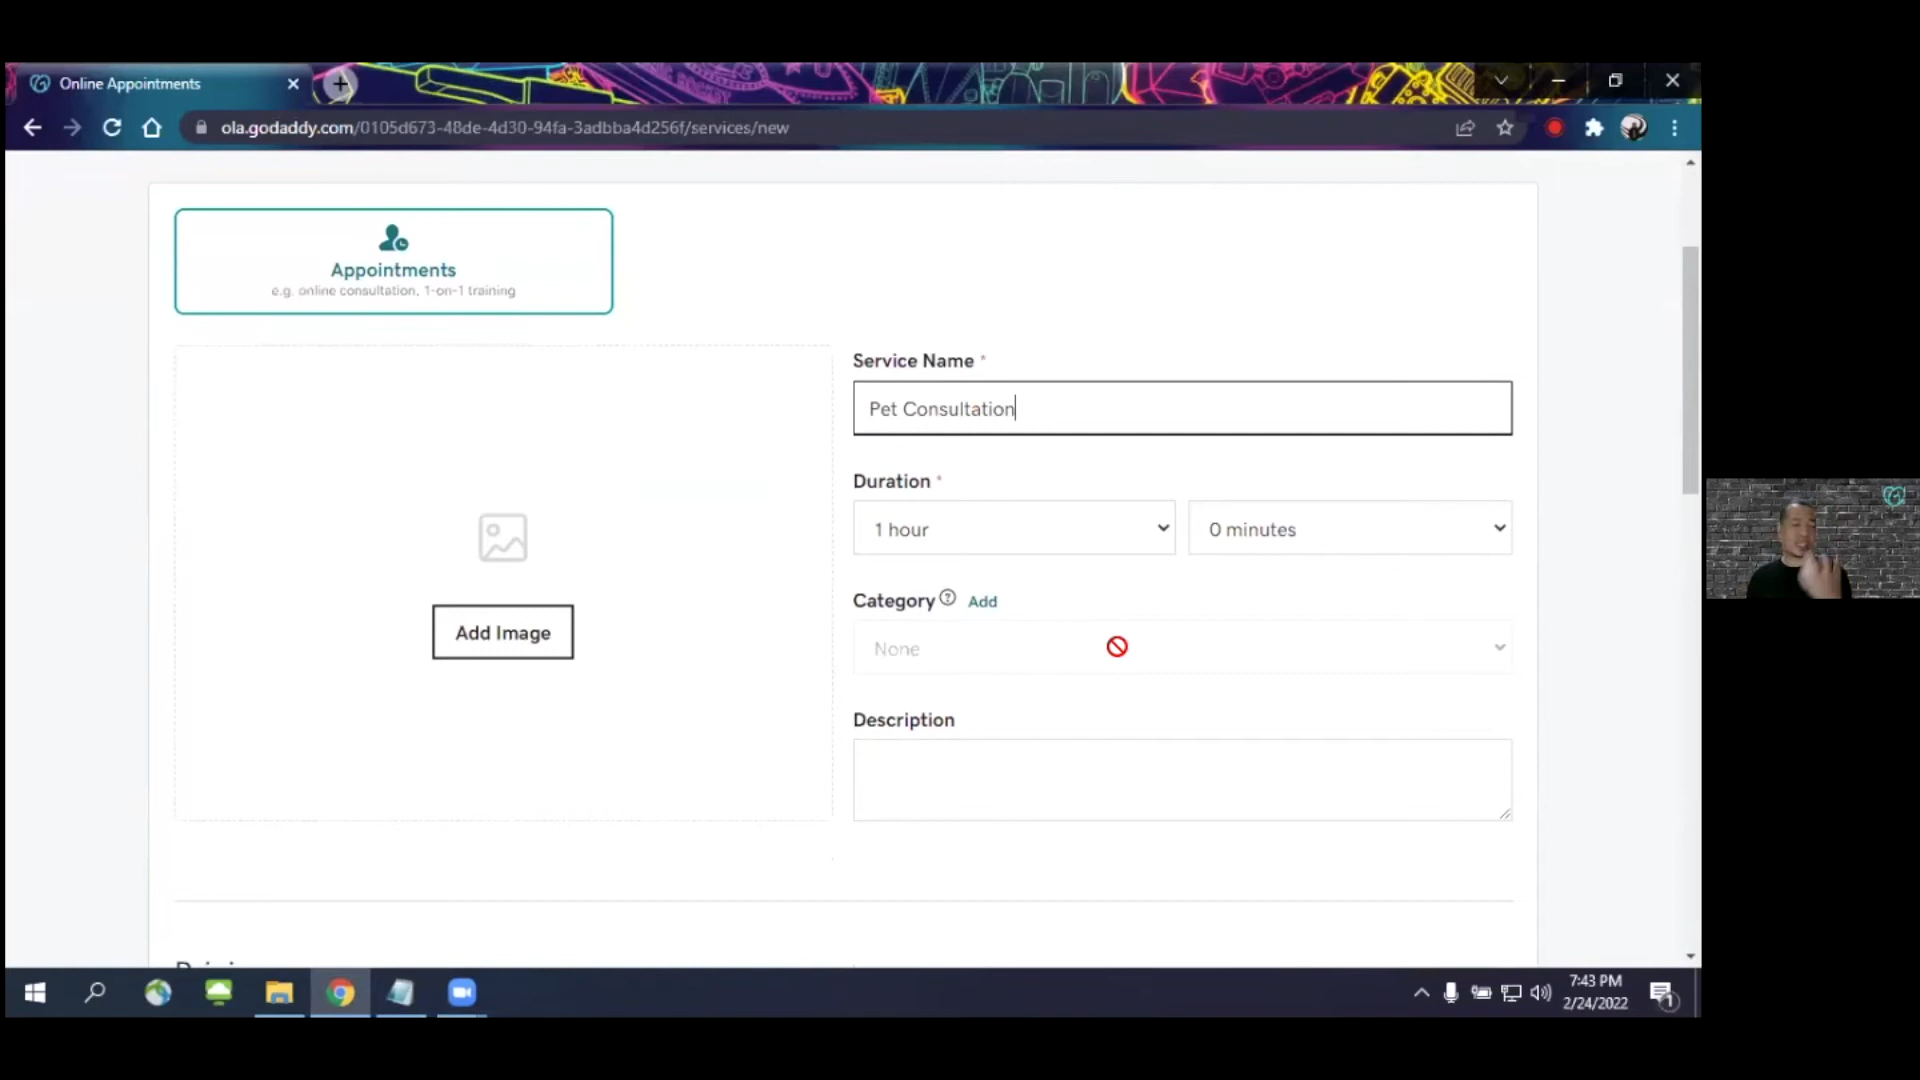 Online Appointments
ola.godaddy.com/0105d673-48de-4d30-94fa-3adbba4d256f/services/new
Appointments
e.g. online consultation, 1-on-1 training
Service Name *
Pet Consultation
Duration *
1 hour
0 minutes
Category ? Add
None
Add Image
Description
7:43 PM
2/24/2022
1